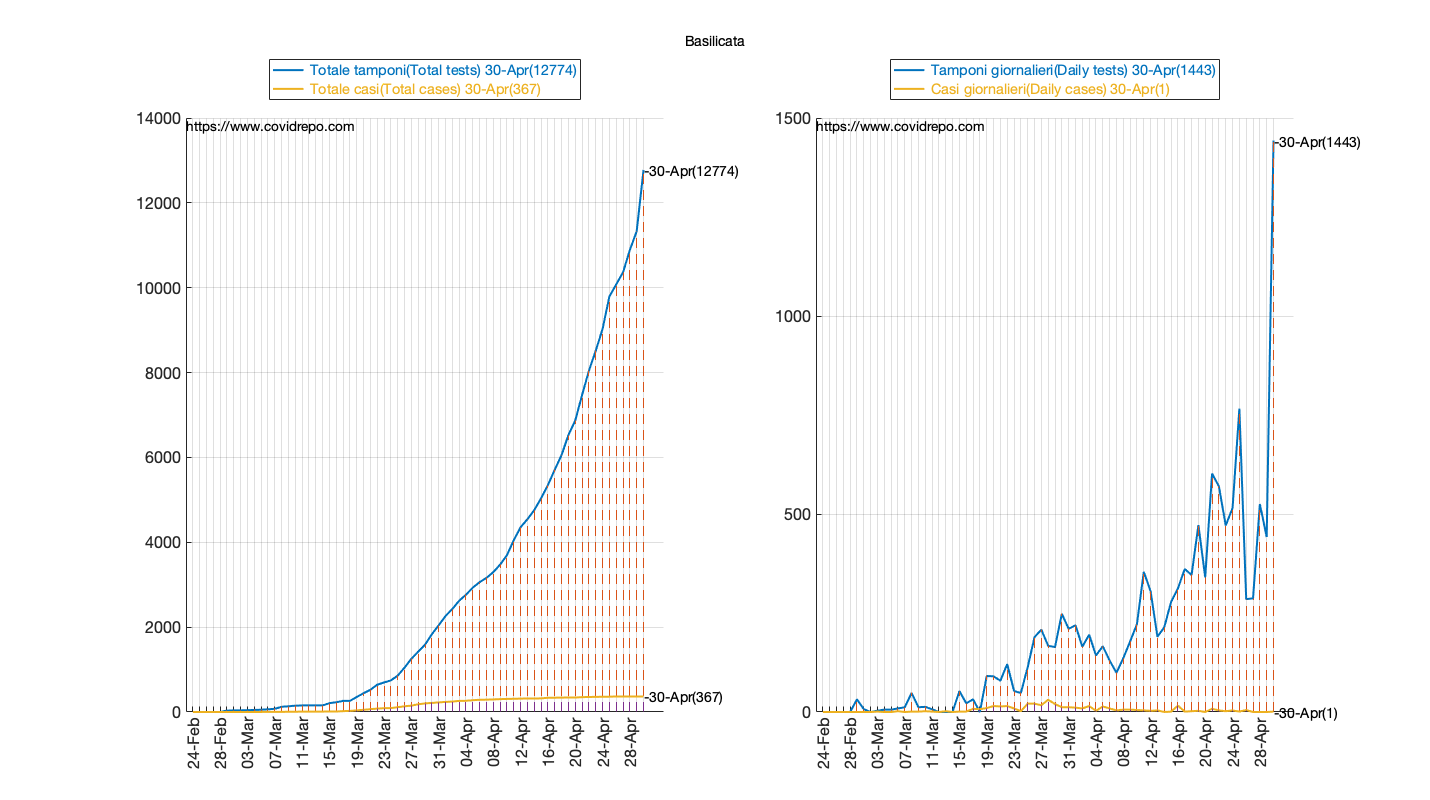 Basilicata
Totale tamponi(Total tests) 30-Apr(12774)
Totale casi(Total cases) 30-Apr(367)
https://www.covidrepo.com
14000
12000
10000
8000
6000
4000
2000
0
-30-Apr(12774)
-30-Apr(367)
24-Feb
28-Feb
03-Mar
07-Mar
11-Mar
15-Mar
19-Mar
23-Mar
27-Mar
31-Mar
04-Apr
08-Apr
12-Apr
16-Apr
20-Apr
24-Apr
28-Apr
Tamponi giornalieri(Daily tests) 30-Apr(1443)
Casi giornalieri(Daily cases) 30-Apr(1)
https://www.covidrepo.com
1500
1000
500
0
-30-Apr(1443)
-30-Apr(1)
24-Feb
28-Feb
03-Mar
07-Mar
11-Mar
15-Mar
19-Mar
23-Mar
27-Mar
31-Mar
04-Apr
08-Apr
12-Apr
16-Apr
20-Apr
24-Apr
28-Apr